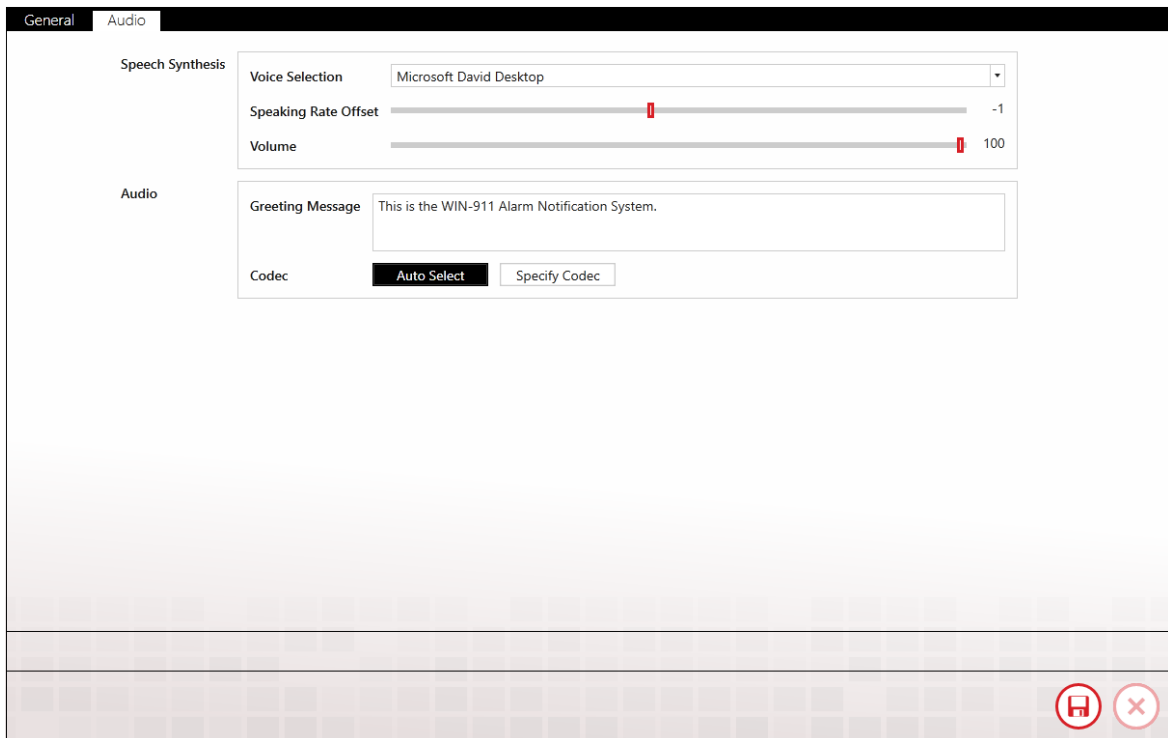 General Audio
Speech Synthesis
Voice Selection Microsoft David Desktop
Speaking Rate Offset -1
Volume 100
Audio
Greeting Message This is the WIN-911 Alarm Notification System.
Codec Auto Select Specify Codec